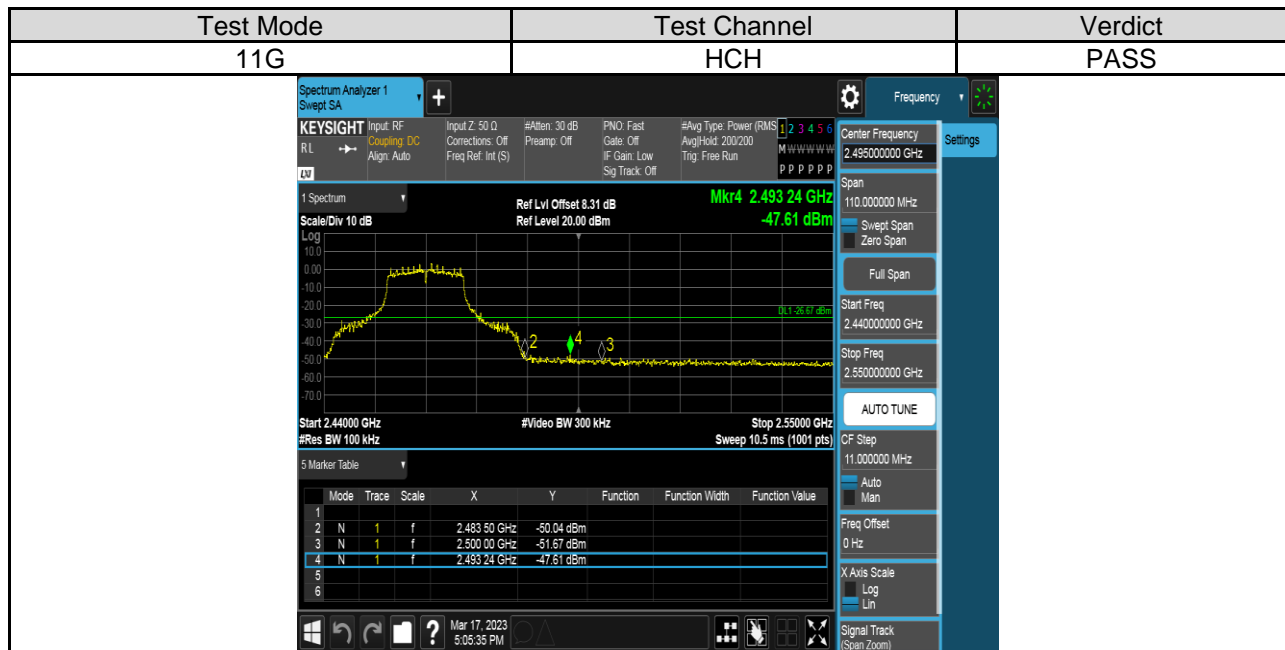 Test Mode Test Channel Verdict
11G HCH PASS
Spectrum Analyzer 1
Swept SA
Frequency
KEYSIGHT Input: RF Input Z: 50 Ω #Atten: 30 dB PNO: Fast #Avg Type: Power (RMS 1 2 3 4 5 6
RL Coupling: DC Corrections: Off Preamp: Off Gate: Off Avg|Hold: 200/200 M W W W W W
Align: Auto Freq Ref: Int (S) IF Gain: Low Trig: Free Run
LXI Sig Track: Off P P P P P P
1 Spectrum
Scale/Div 10 dB
Ref Lvl Offset 8.31 dB
Ref Level 20.00 dBm
Mkr4 2.493 24 GHz
-47.61 dBm
Log
10.0
0.00
-10.0
-20.0
DL1 -26.67 dBm
-30.0
-40.0
2 4 3
-50.0
-60.0
-70.0
Start 2.44000 GHz #Video BW 300 kHz Stop 2.55000 GHz
#Res BW 100 kHz Sweep 10.5 ms (1001 pts)
5 Marker Table
Mode Trace Scale X Y Function Function Width Function Value
1
2 N 1 f 2.483 50 GHz -50.04 dBm
3 N 1 f 2.500 00 GHz -51.67 dBm
4 N 1 f 2.493 24 GHz -47.61 dBm
5
6
Center Frequency
2.495000000 GHz
Settings
Span
110.000000 MHz
Swept Span
Zero Span
Full Span
Start Freq
2.440000000 GHz
Stop Freq
2.550000000 GHz
AUTO TUNE
CF Step
11.000000 MHz
Auto
Man
Freq Offset
0 Hz
X Axis Scale
Log
Lin
Signal Track
(Span Zoom)
? Mar 17, 2023
5:05:35 PM